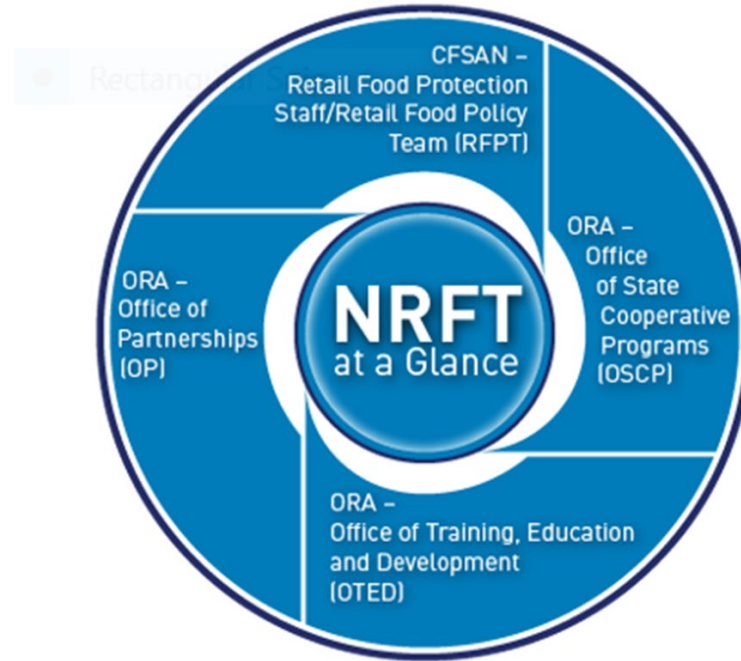 CFSAN –
Retail Food Protection
Staff/Retail Food Policy
Team (RFPT)
ORA –
Office
of State
Cooperative
Programs
(OSCP)
ORA –
Office of
Partnerships
(OP)
NRFT
at a Glance
ORA –
Office of Training, Education
and Development
(OTED)